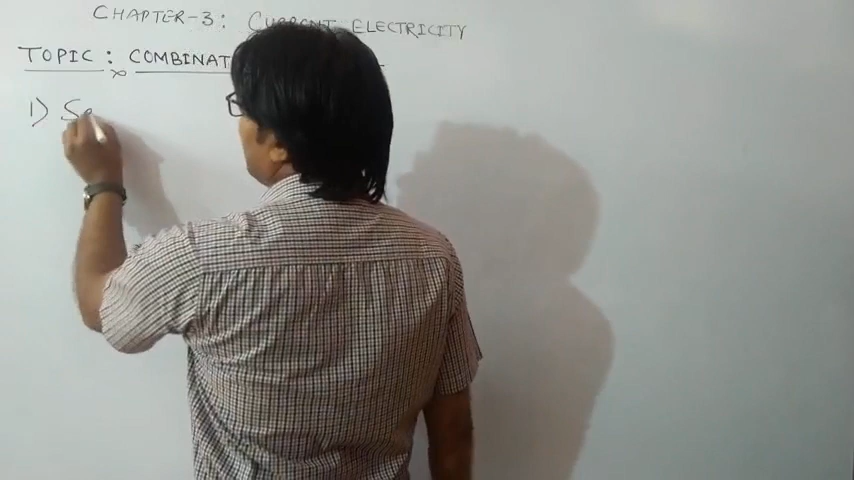 CHAPTER-3: CURRENT ELECTRICITY
TOPIC : COMBINAT
1) Se